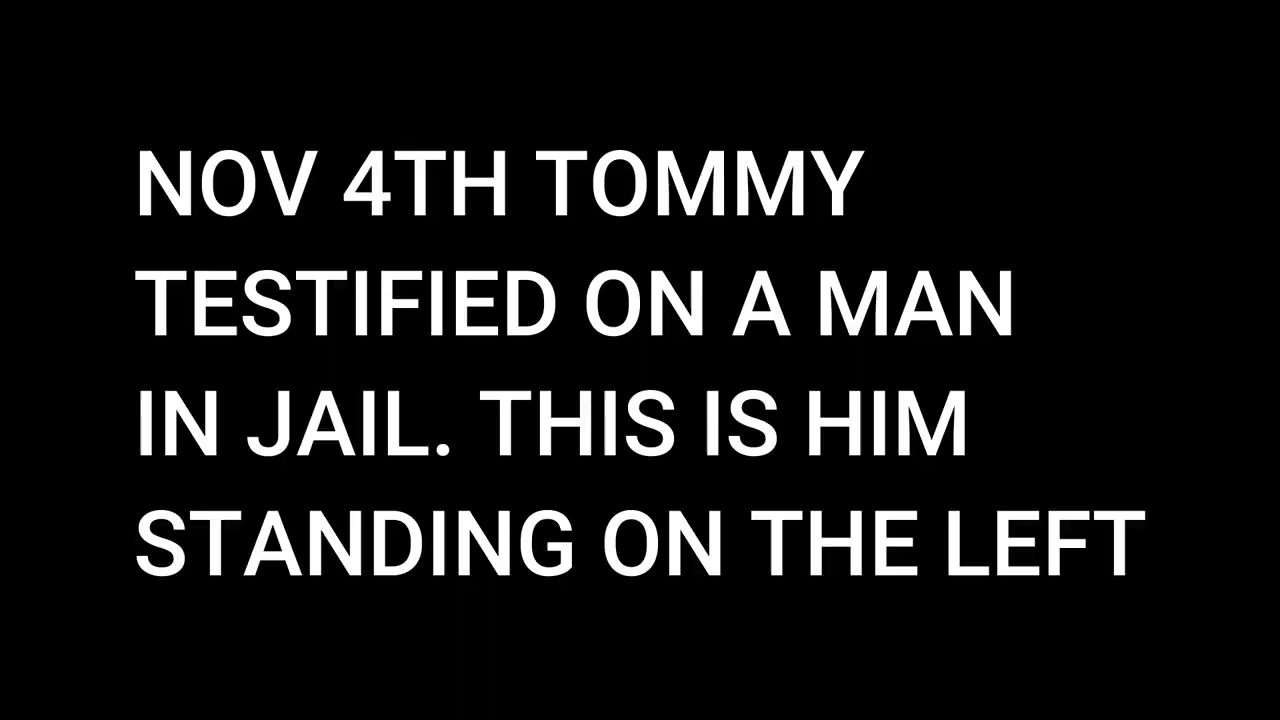 NOV 4TH TOMMY
TESTIFIED ON A MAN
IN JAIL. THIS IS HIM
STANDING ON THE LEFT